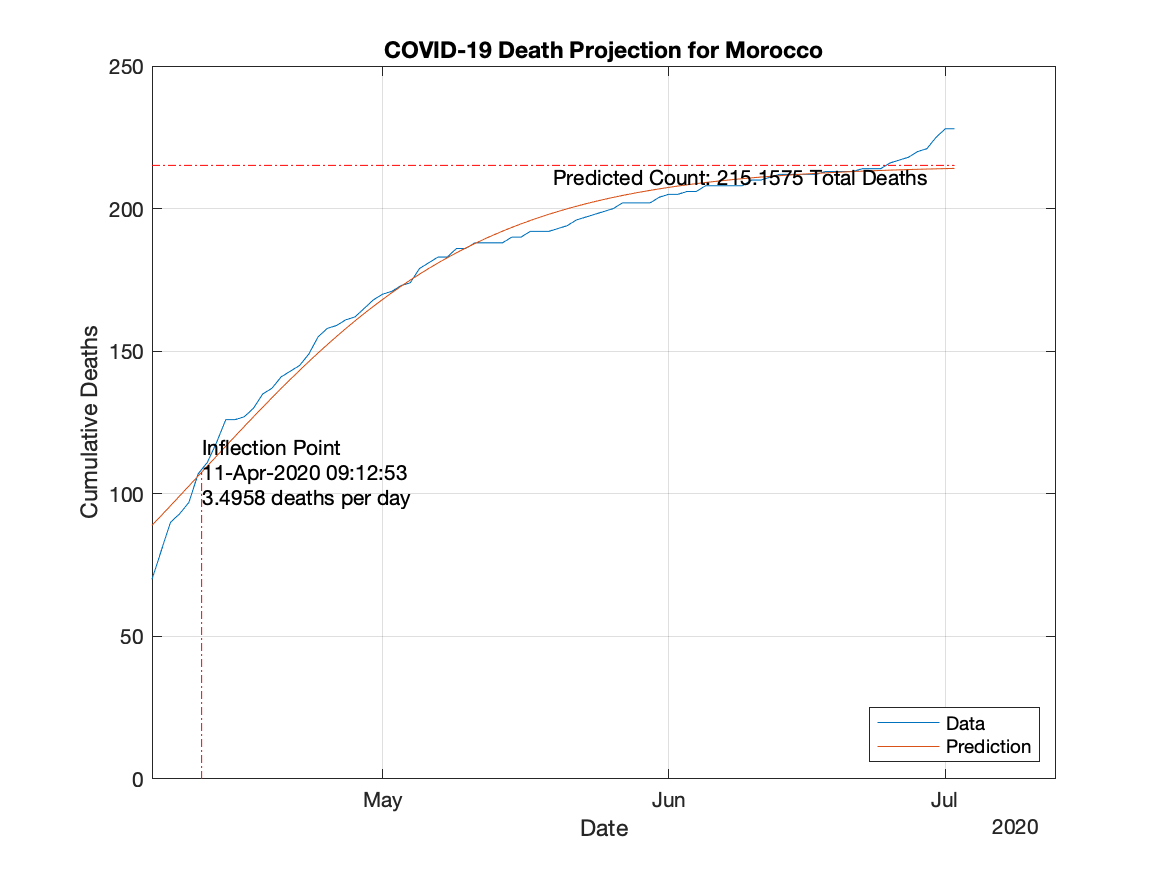 COVID-19 Death Projection for Morocco
250
200
150
100
50
0
Cumulative Deaths
Predicted Count: 215.1575 Total Deaths
Inflection Point
11-Apr-2020 09:12:53
3.4958 deaths per day
Data
Prediction
May Jun Jul
Date
2020